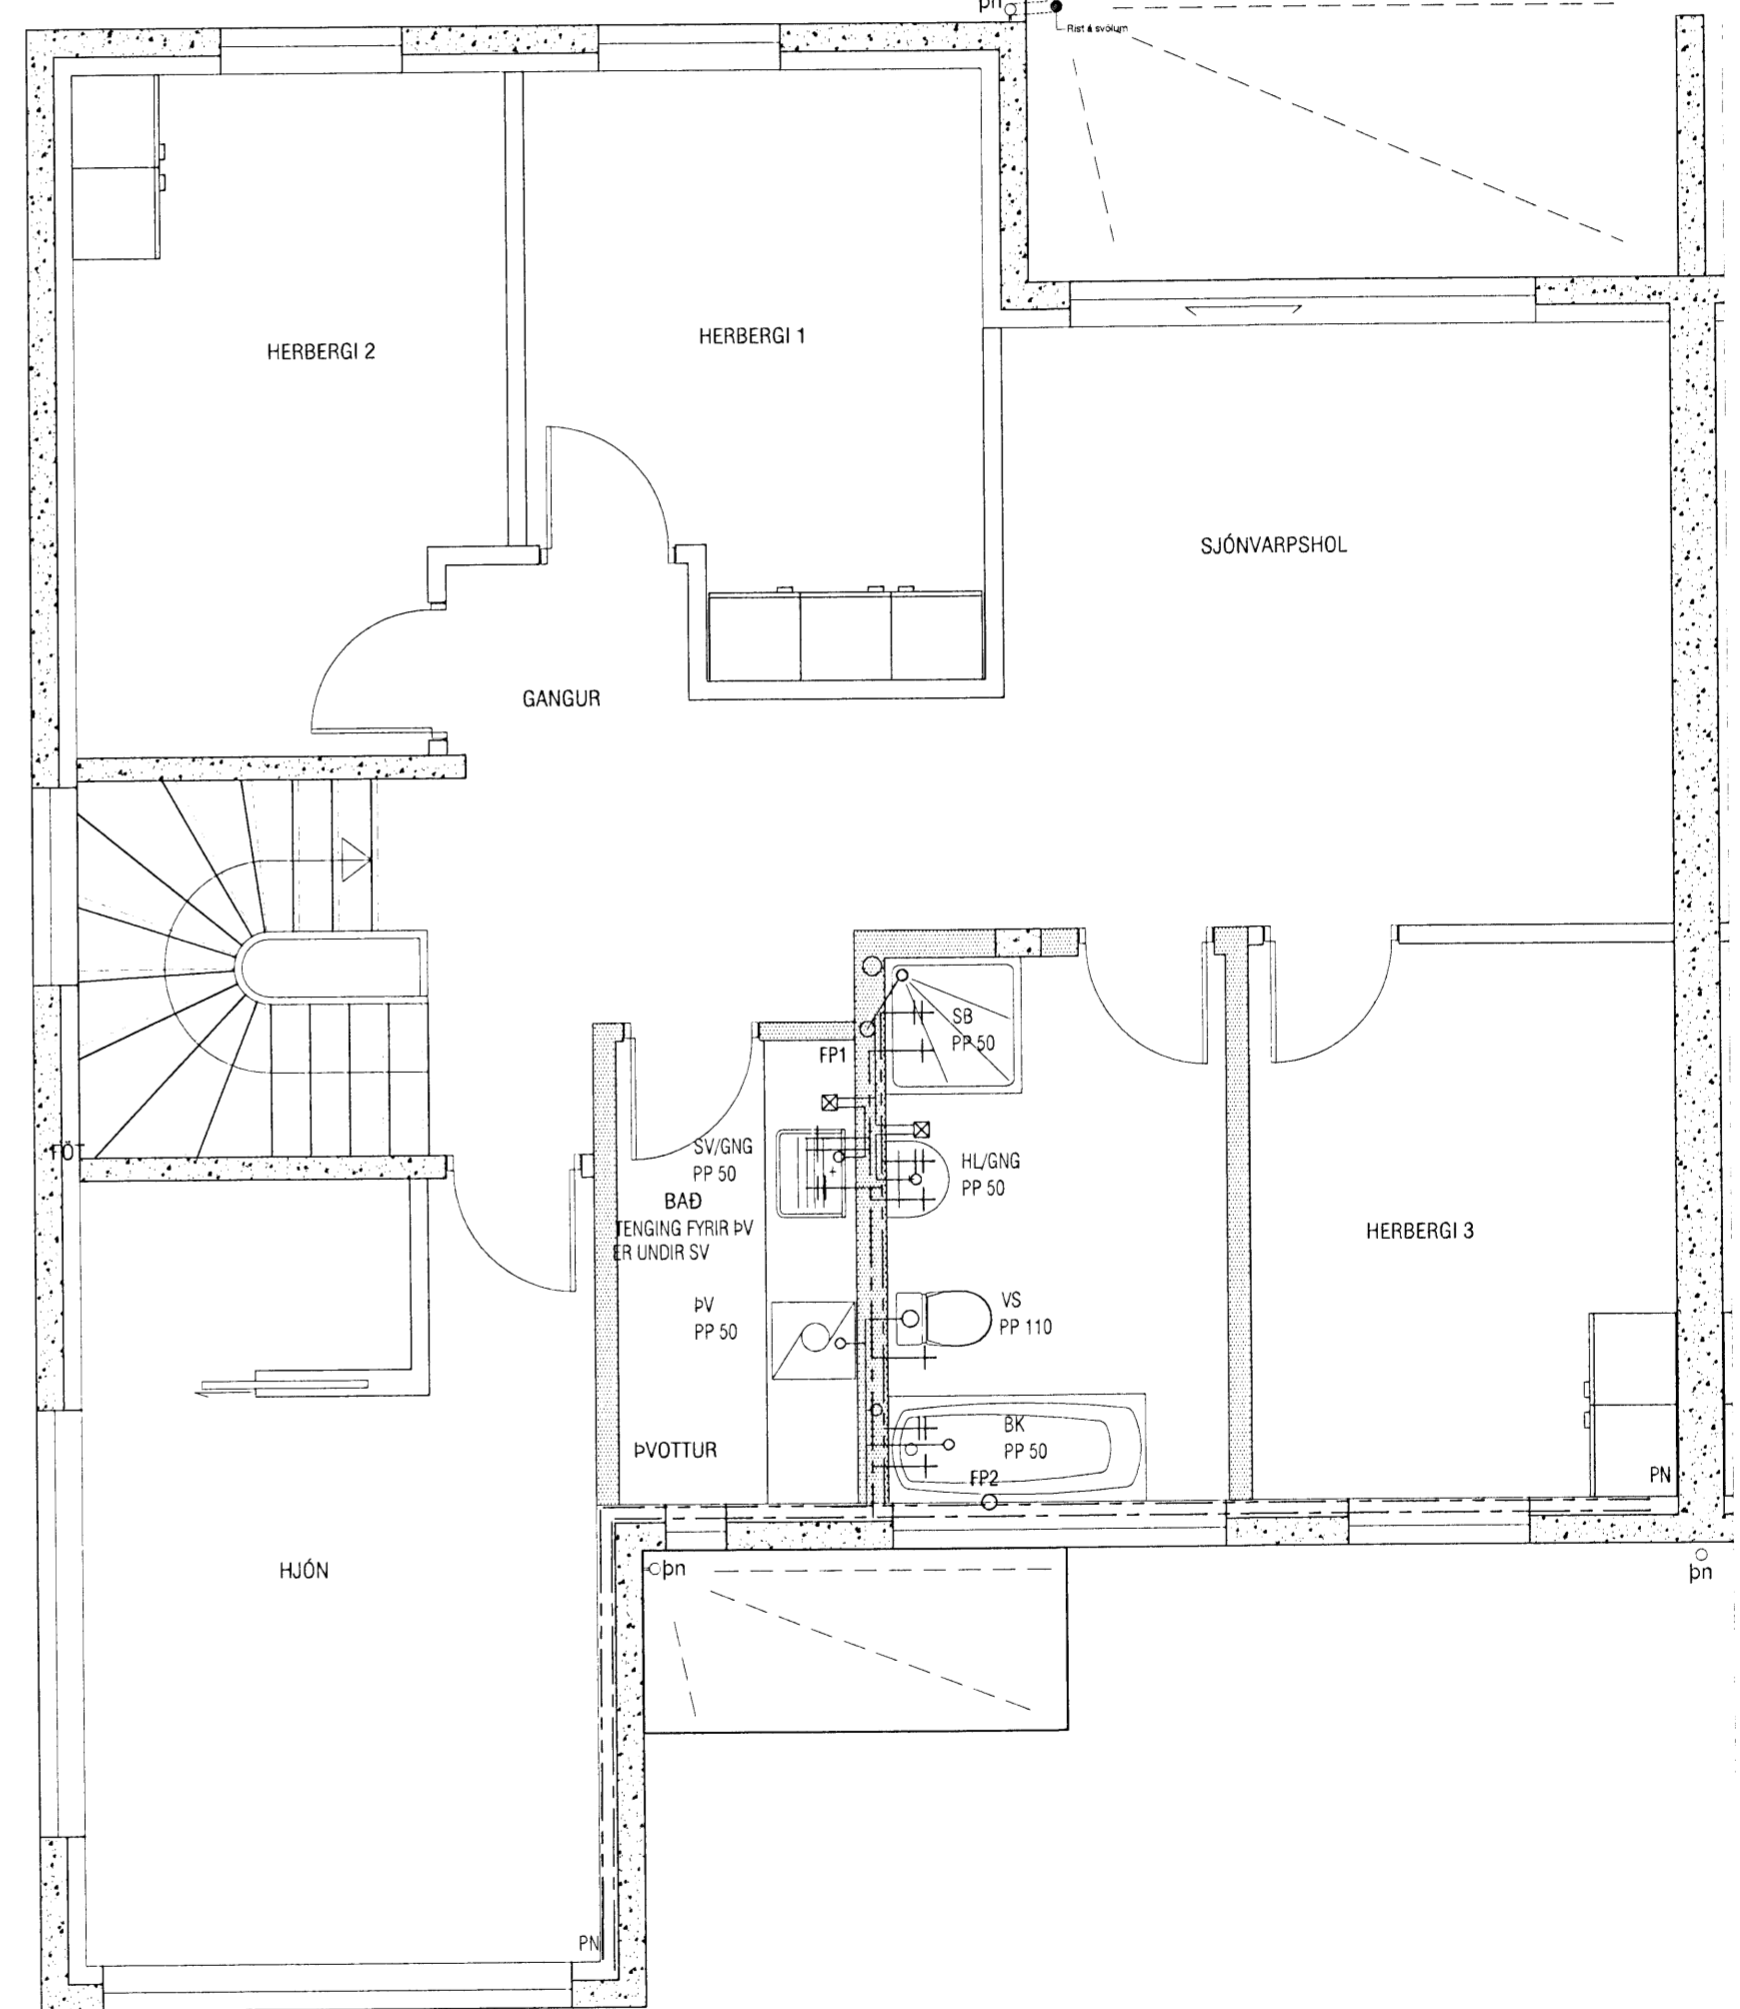 þn
Rist á svölum
HERBERGI 2
HERBERGI 1
SJÓNVARPSHOL
GANGUR
SB
PP 50
FP1
SV/GNG
PP 50
BAÐ
TENGING FYRIR ÞV
ER UNDIR SV
HL/GNG
PP 50
HERBERGI 3
ÞV
PP 50
VS
PP 110
BK
PP 50
ÞVOTTUR
FP2
PN
HJÓN
þn
þn
PN